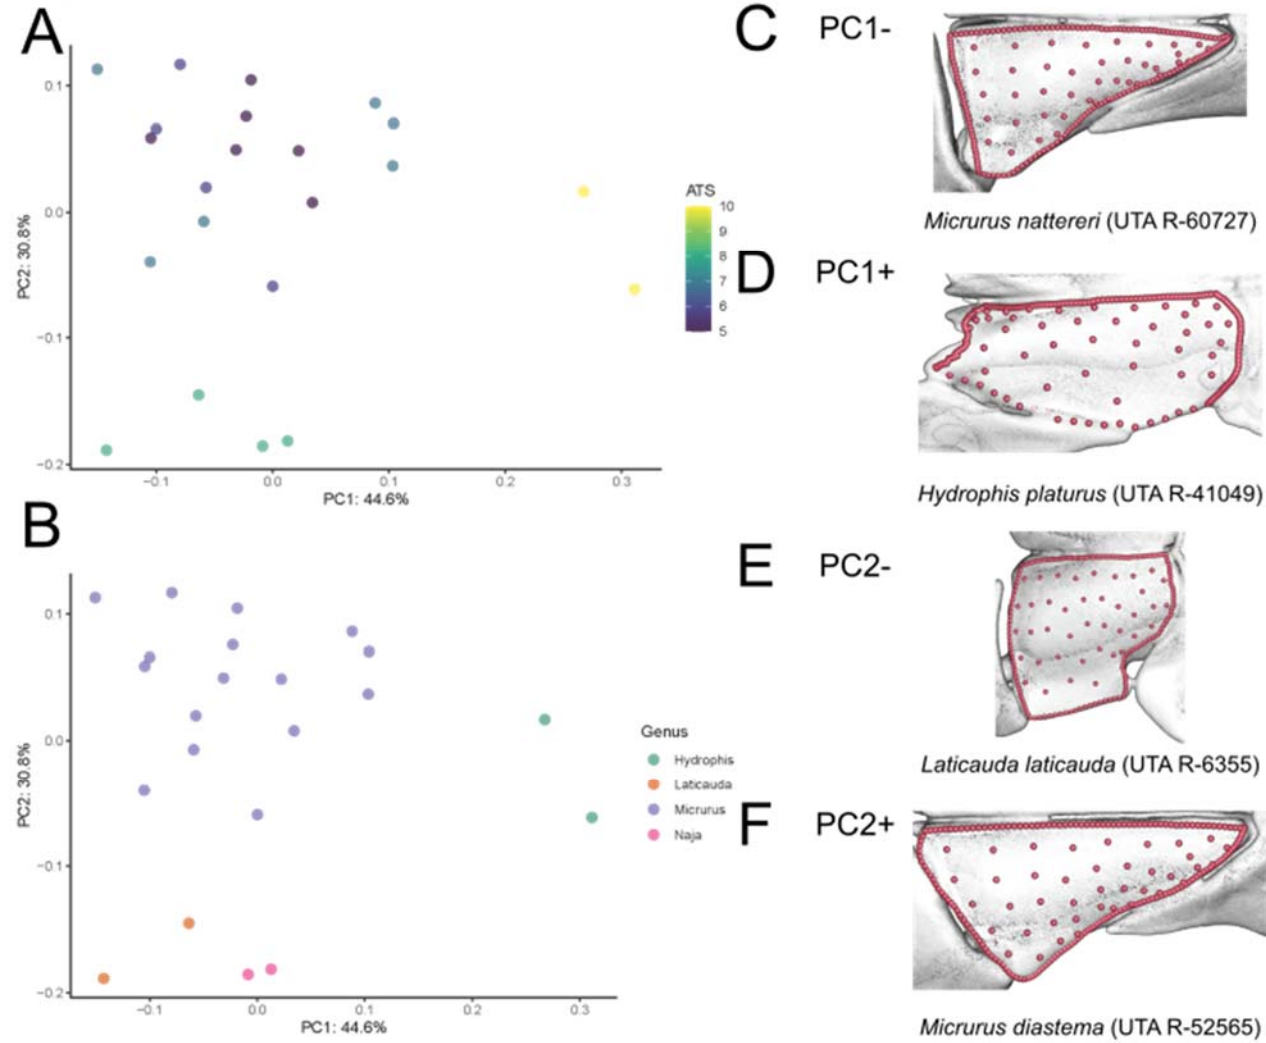 A
0.1
0.0
−0.1
−0.2
PC2: 30.8%
−0.1
0.0
0.1
0.2
0.3
PC1: 44.6%
ATS
10
9
8
7
6
5
B
0.1
0.0
−0.1
−0.2
PC2: 30.8%
−0.1
0.0
0.1
0.2
0.3
PC1: 44.6%
Genus
Hydrophis
Laticauda
Micrurus
Naja
C PC1-
Micrurus nattereri (UTA R-60727)
D PC1+
Hydrophis platurus (UTA R-41049)
E PC2-
Laticauda laticauda (UTA R-6355)
F PC2+
Micrurus diastema (UTA R-52565)